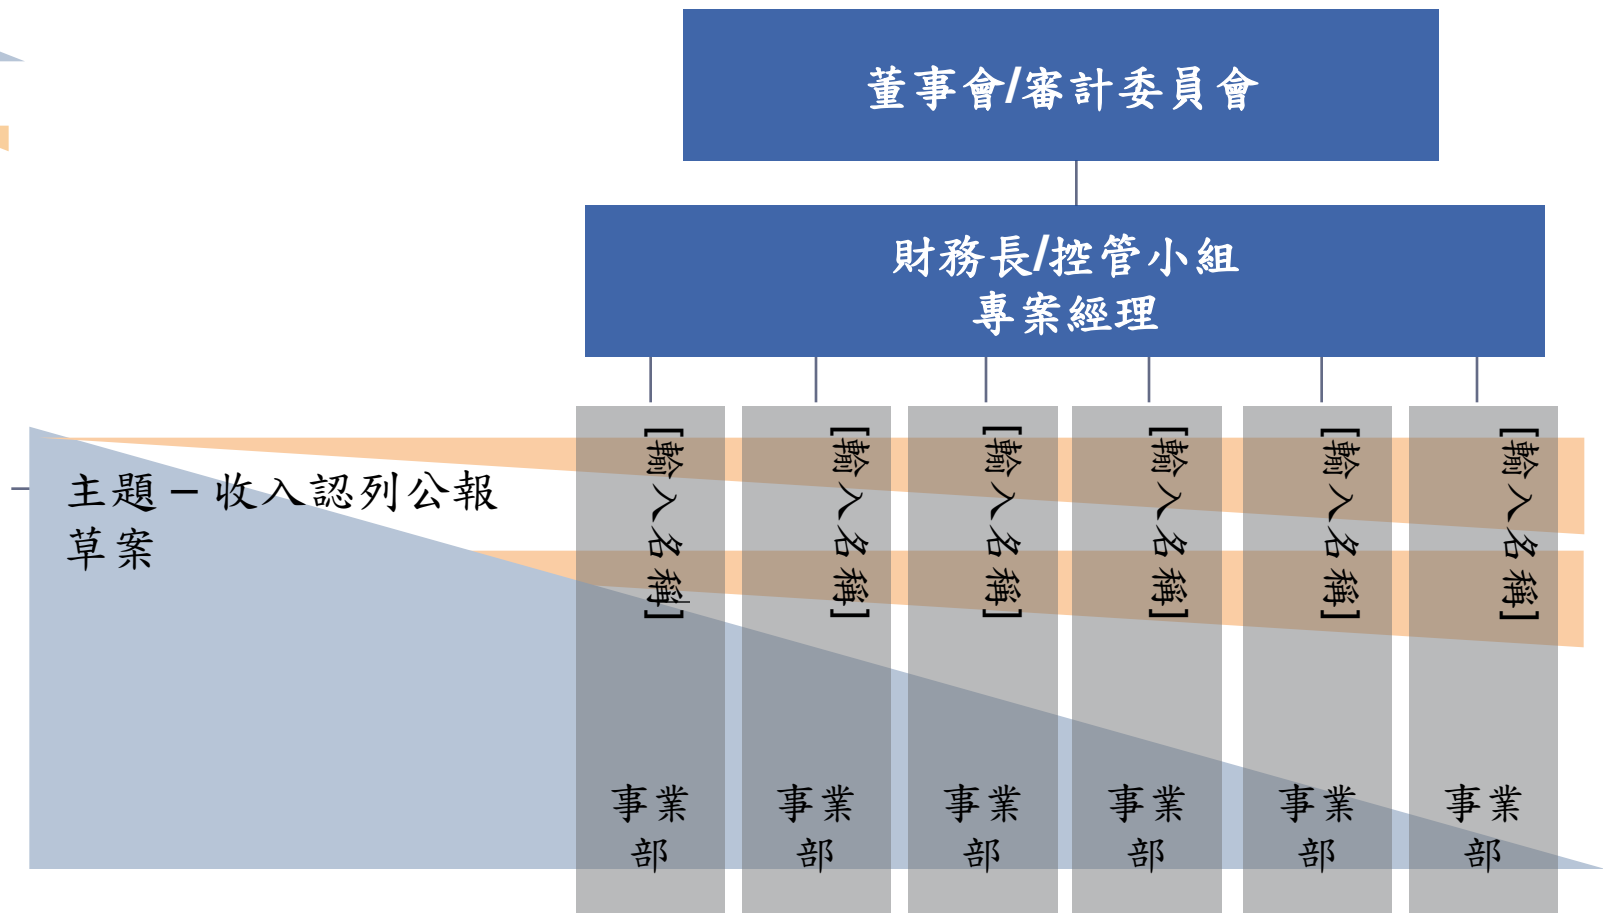 董事會/審計委員會
財務長/控管小組
專案經理
主題 – 收入認列公報
草案
[輸入名稱]
[輸入名稱]
[輸入名稱]
[輸入名稱]
[輸入名稱]
[輸入名稱]
事業
部
事業
部
事業
部
事業
部
事業
部
事業
部